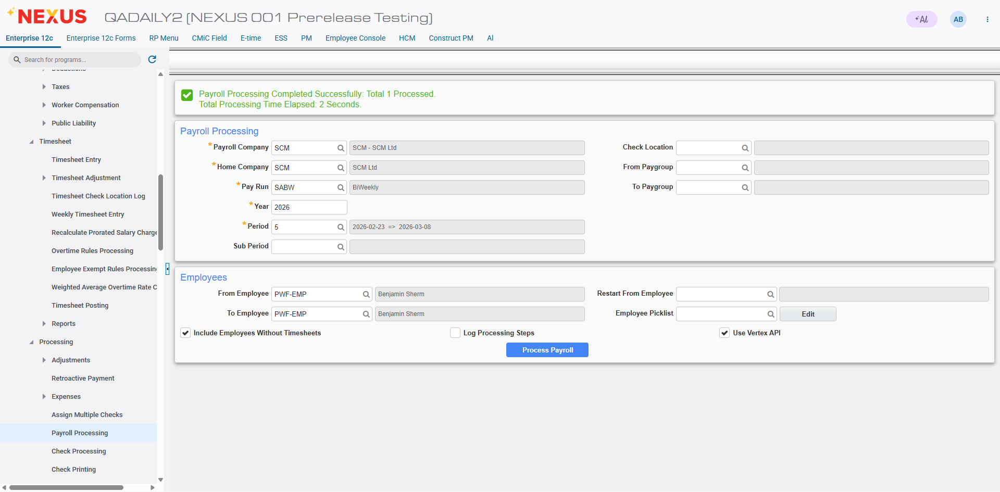 NEXUS
QADAILY2 (NEXUS 001 Prerelease Testing)
AI
AB
Enterprise 12c
Enterprise 12c Forms
RP Menu
CMiC Field
E-time
ESS
PM
Employee Console
HCM
Construct PM
AI
Search for programs...
Deductions
Taxes
Worker Compensation
Public Liability
Timesheet
Timesheet Entry
Timesheet Adjustment
Timesheet Check Location Log
Weekly Timesheet Entry
Recalculate Prorated Salary Charge
Overtime Rules Processing
Employee Exempt Rules Processing
Weighted Average Overtime Rate C
Timesheet Posting
Reports
Processing
Adjustments
Retroactive Payment
Expenses
Assign Multiple Checks
Payroll Processing
Check Processing
Check Printing
Payroll Processing Completed Successfully: Total 1 Processed.
Total Processing Time Elapsed: 2 Seconds.
Payroll Processing
*Payroll Company SCM SCM - SCM Ltd
Check Location
*Home Company SCM SCM Ltd
From Paygroup
*Pay Run SABW BiWeekly
To Paygroup
*Year 2026
*Period 5 2026-02-23 => 2026-03-08
Sub Period
Employees
From Employee PWF-EMP Benjamin Sherm
Restart From Employee
To Employee PWF-EMP Benjamin Sherm
Employee Picklist Edit
Include Employees Without Timesheets
Log Processing Steps
Use Vertex API
Process Payroll